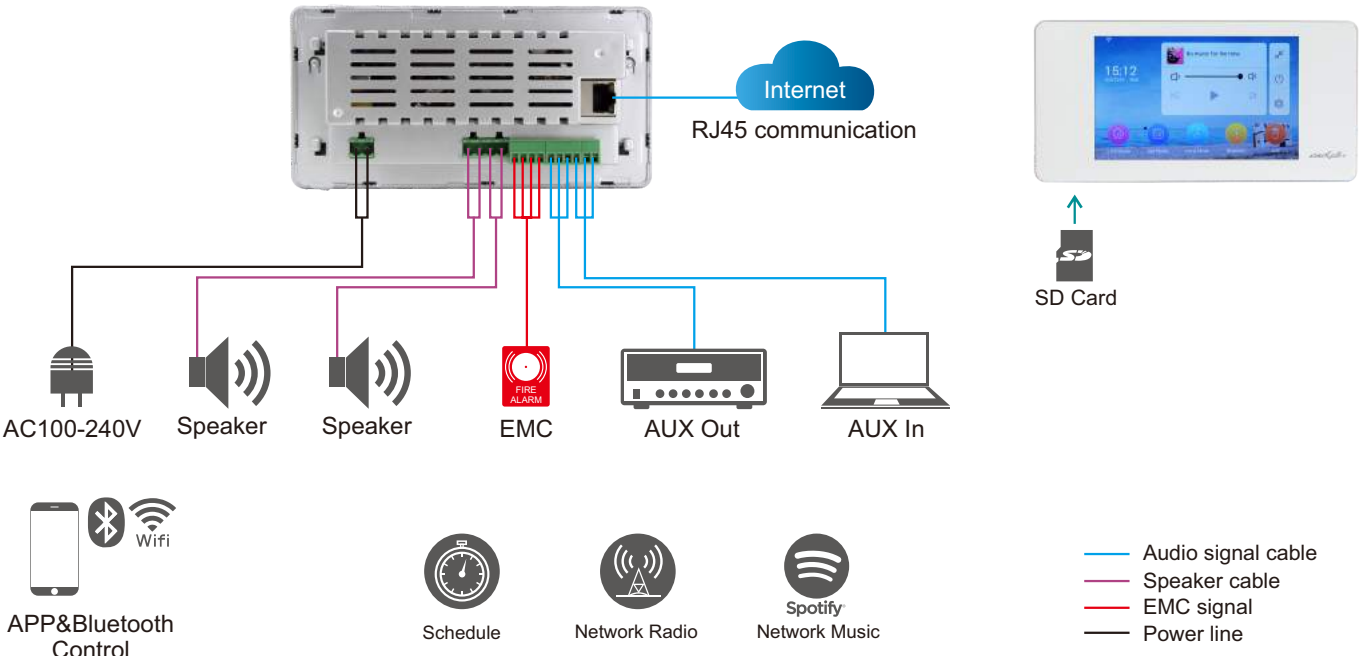 Internet
RJ45 communication
15:12
SD Card
FIRE
ALARM
AC100-240V
Speaker
Speaker
EMC
AUX Out
AUX In
Wifi
APP&Bluetooth
Control
Schedule
Network Radio
Spotify
Network Music
Audio signal cable
Speaker cable
EMC signal
Power line